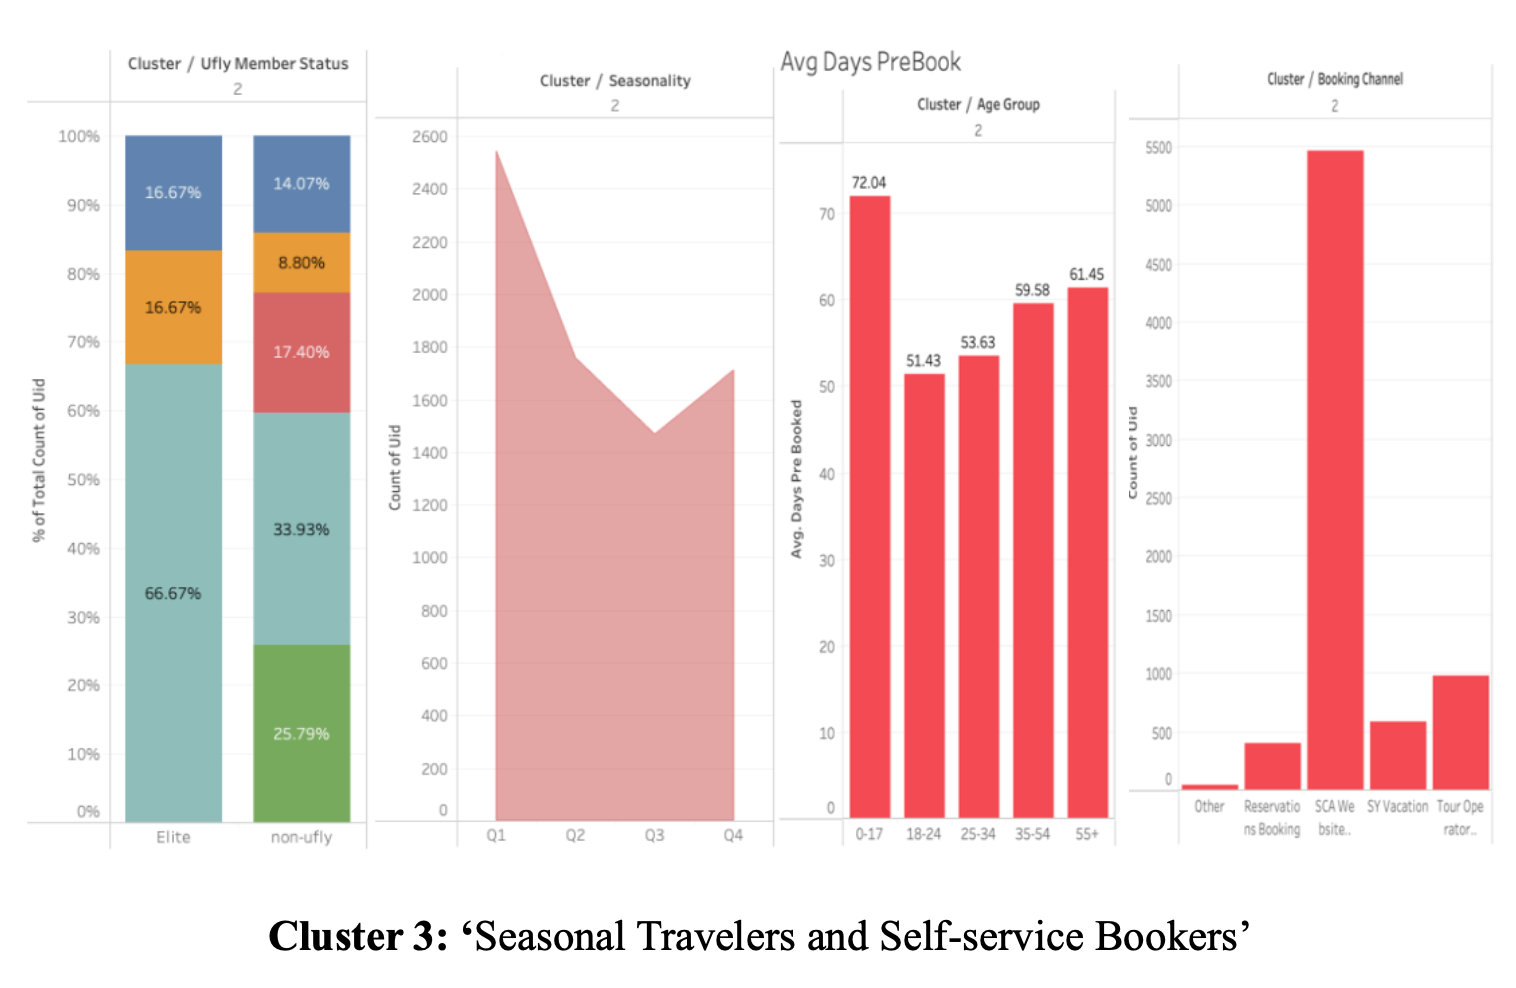 Cluster / Ufly Member Status
2
100%
90%
80%
70%
60%
50%
40%
30%
20%
10%
0%
% of Total Count of Uid
16.67%
16.67%
66.67%
14.07%
8.80%
17.40%
33.93%
25.79%
Elite
non-ufly
Cluster / Seasonality
2
2600
2400
2200
2000
1800
1600
1400
1200
1000
800
600
400
200
0
Count of Uid
Q1
Q2
Q3
Q4
Avg Days PreBook
Cluster / Age Group
2
70
60
50
40
30
20
10
0
Avg. Days Pre Booked
72.04
51.43
53.63
59.58
61.45
0-17
18-24
25-34
35-54
55+
Cluster / Booking Channel
2
5500
5000
4500
4000
3500
3000
2500
2000
1500
1000
500
0
Count of Uid
Other
Reservatio
ns Booking
SCA We
bsite..
SY Vacation
Tour Ope
rator..
Cluster 3: ‘Seasonal Travelers and Self-service Bookers’